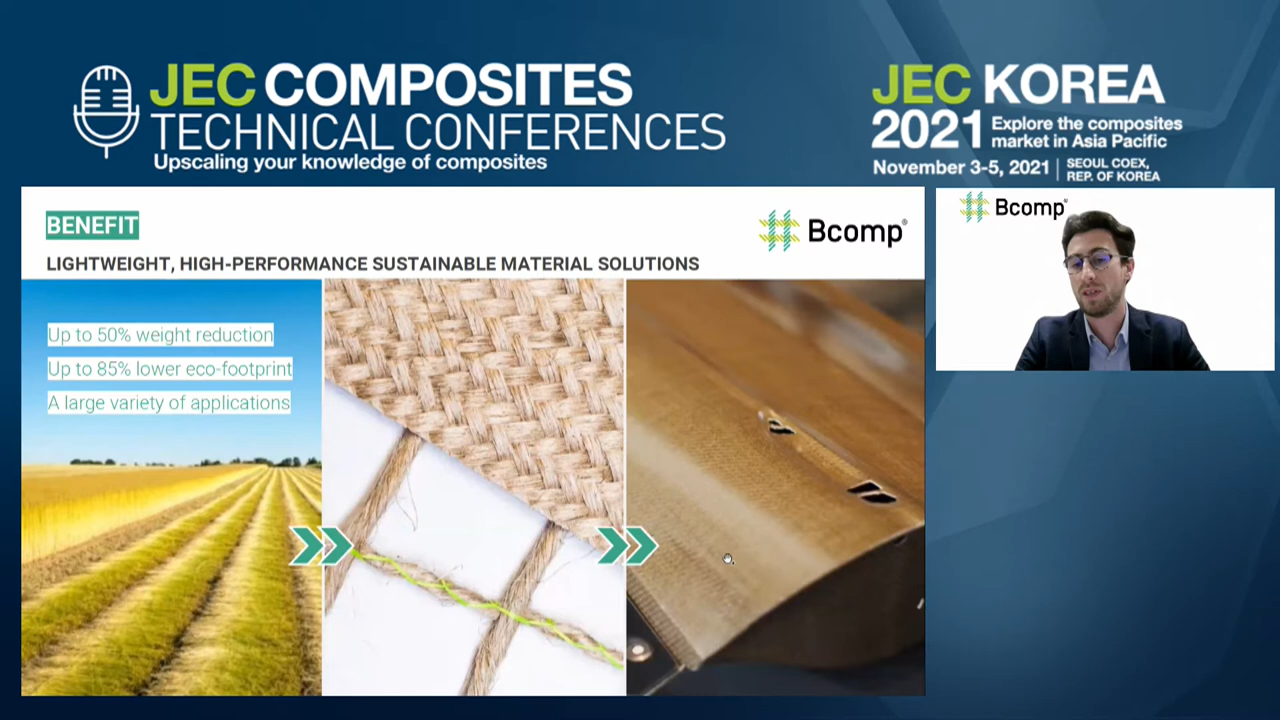 JEC COMPOSITES
TECHNICAL CONFERENCES
Upscaling your knowledge of composites
JEC KOREA
2021 Explore the composites
market in Asia Pacific
November 3-5, 2021 | SEOUL COEX,
REP. OF KOREA
BENEFIT
Bcomp®
LIGHTWEIGHT, HIGH-PERFORMANCE SUSTAINABLE MATERIAL SOLUTIONS
Up to 50% weight reduction
Up to 85% lower eco-footprint
A large variety of applications
Bcomp®